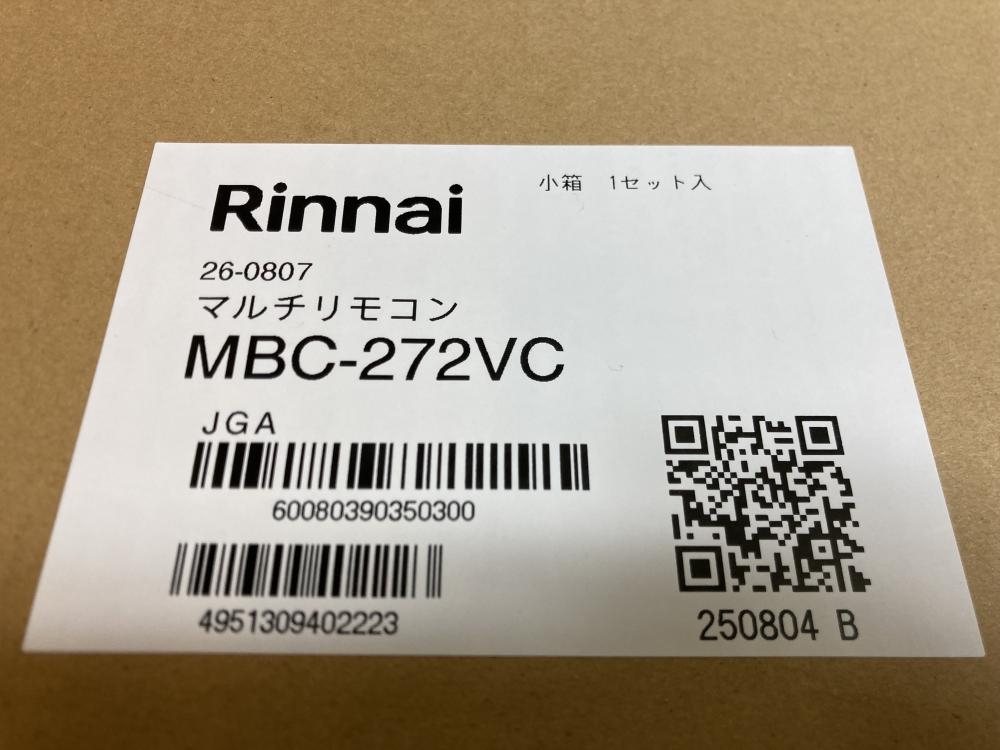 Rinnai
小箱 1セット入
26-0807
マルチリモコン
MBC-272VC
JGA
60080390350300
4951309402223
250804 B